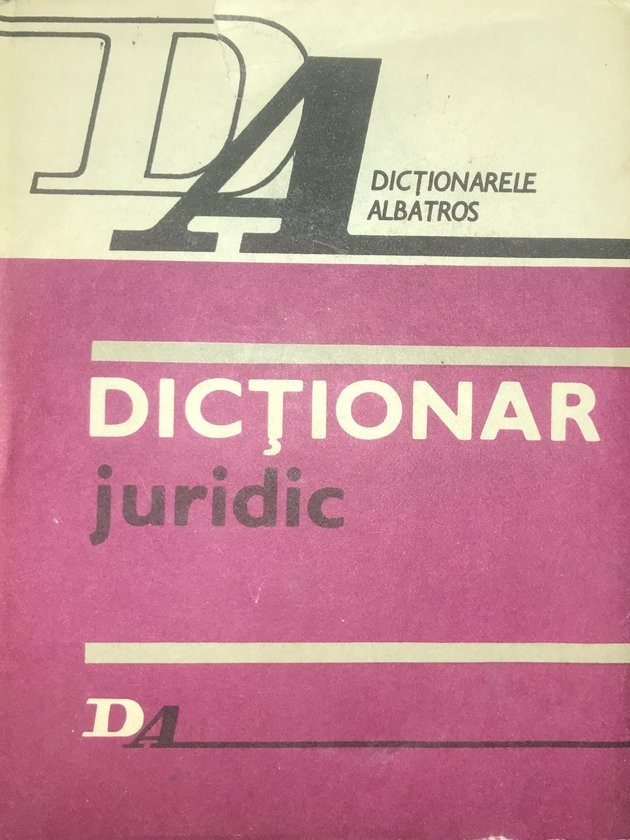 DA
DICŢIONARELE
ALBATROS
DICŢIONAR
juridic
DA